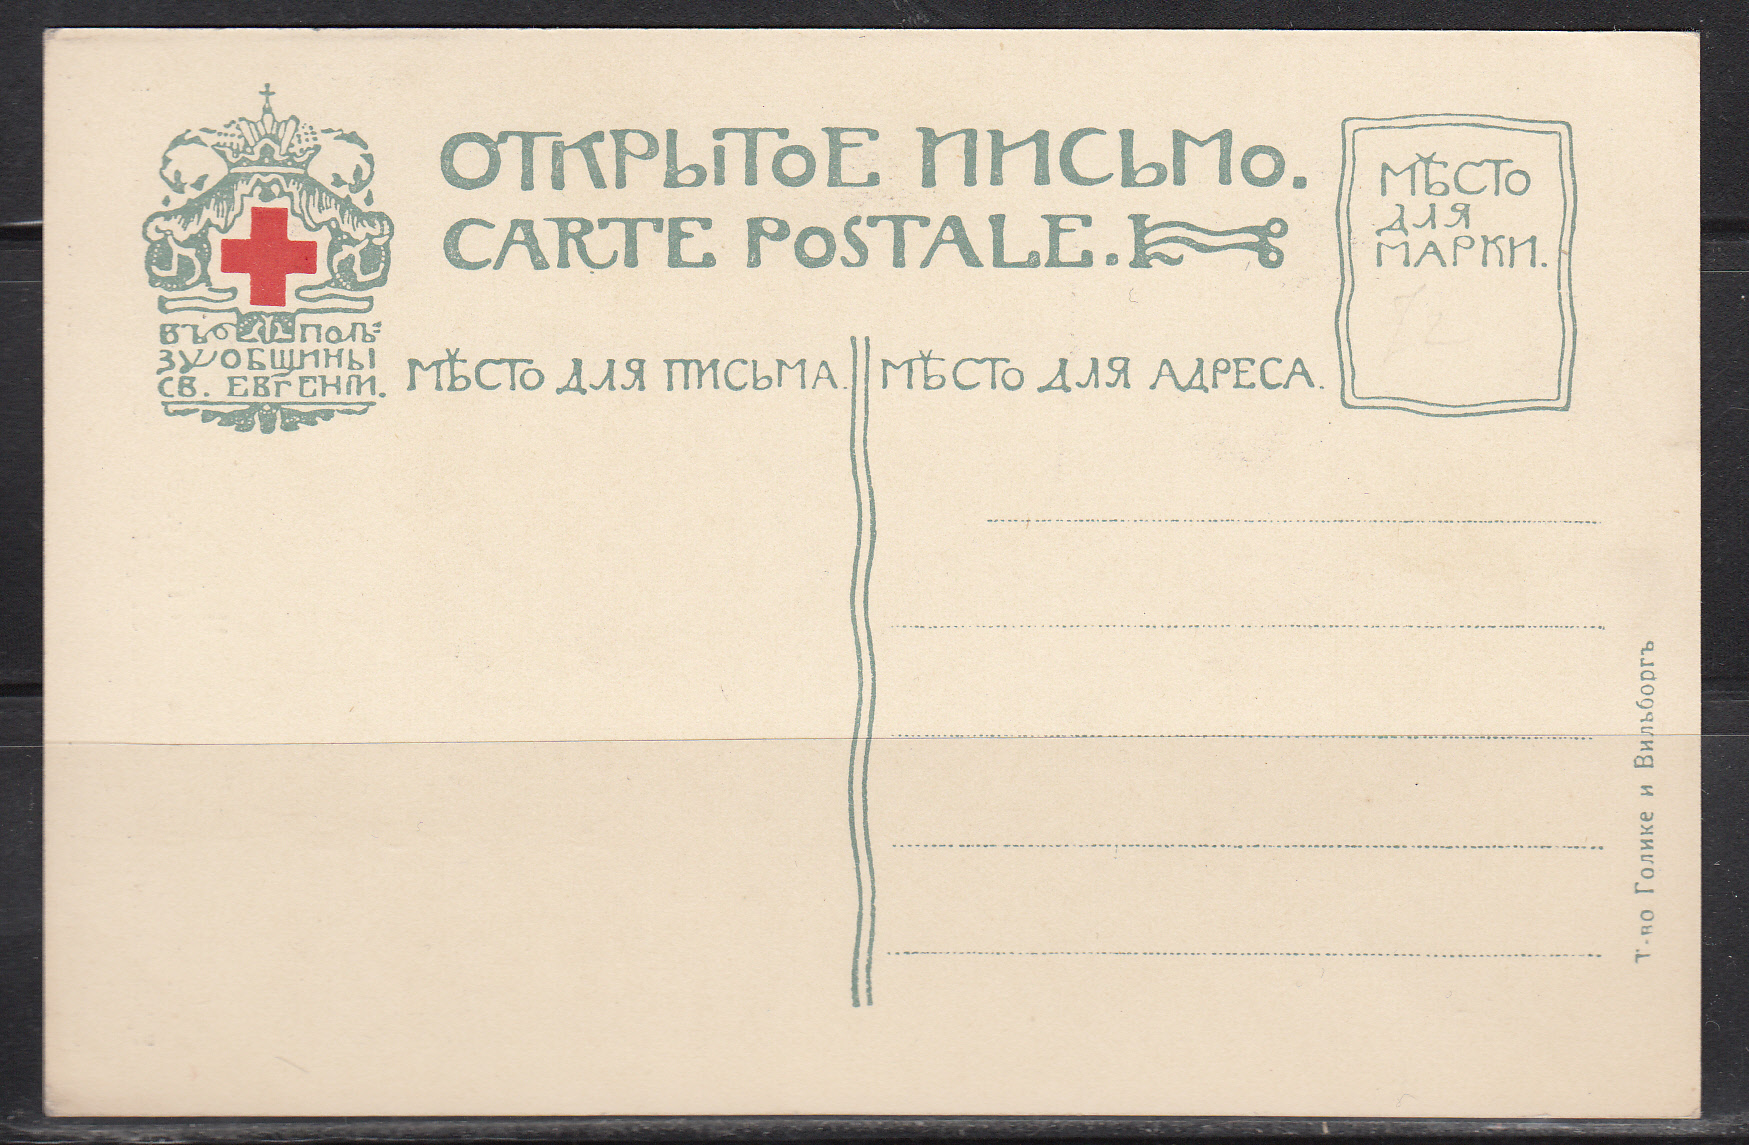 ОТКРЫТОЕ ПИСЬМО.
CARTE POSTALE.
МѢСТО
ДЛЯ
МАРКИ.
ВЪ ПОЛЬ-
ЗУ ОБЩИНЫ
СВ. ЕВГЕНІИ.
МѢСТО ДЛЯ ПИСЬМА.
МѢСТО ДЛЯ АДРЕСА.
Т-во Голике и Вильборгъ